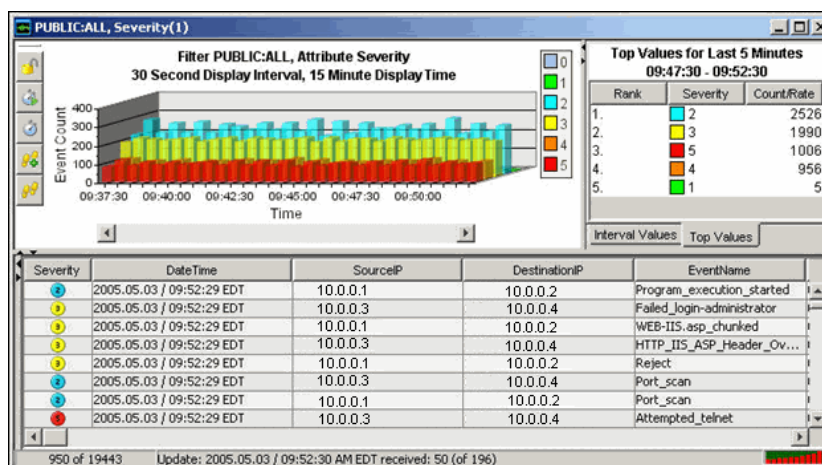 PUBLIC:ALL, Severity(1)
Filter PUBLIC:ALL, Attribute Severity
30 Second Display Interval, 15 Minute Display Time
Event Count
400
300
200
100
0
09:37:30 09:40:00 09:42:30 09:45:00 09:47:30 09:50:00
Time
0
1
2
3
4
5
Top Values for Last 5 Minutes
09:47:30 - 09:52:30
Rank Severity Count/Rate
1. 2 2526
2. 3 1990
3. 5 1006
4. 4 956
5. 1 5
Interval Values Top Values
Severity DateTime SourceIP DestinationIP EventName
2 2005.05.03 / 09:52:29 EDT 10.0.0.1 10.0.0.2 Program_execution_started
3 2005.05.03 / 09:52:29 EDT 10.0.0.3 10.0.0.4 Failed_login-administrator
3 2005.05.03 / 09:52:29 EDT 10.0.0.1 10.0.0.2 WEB-IIS.asp_chunked
3 2005.05.03 / 09:52:29 EDT 10.0.0.3 10.0.0.4 HTTP_IIS_ASP_Header_Ov...
3 2005.05.03 / 09:52:29 EDT 10.0.0.1 10.0.0.2 Reject
2 2005.05.03 / 09:52:29 EDT 10.0.0.3 10.0.0.4 Port_scan
2 2005.05.03 / 09:52:29 EDT 10.0.0.1 10.0.0.2 Port_scan
5 2005.05.03 / 09:52:29 EDT 10.0.0.3 10.0.0.4 Attempted_telnet
950 of 19443 Update: 2005.05.03 / 09:52:30 AM EDT received: 50 (of 196)